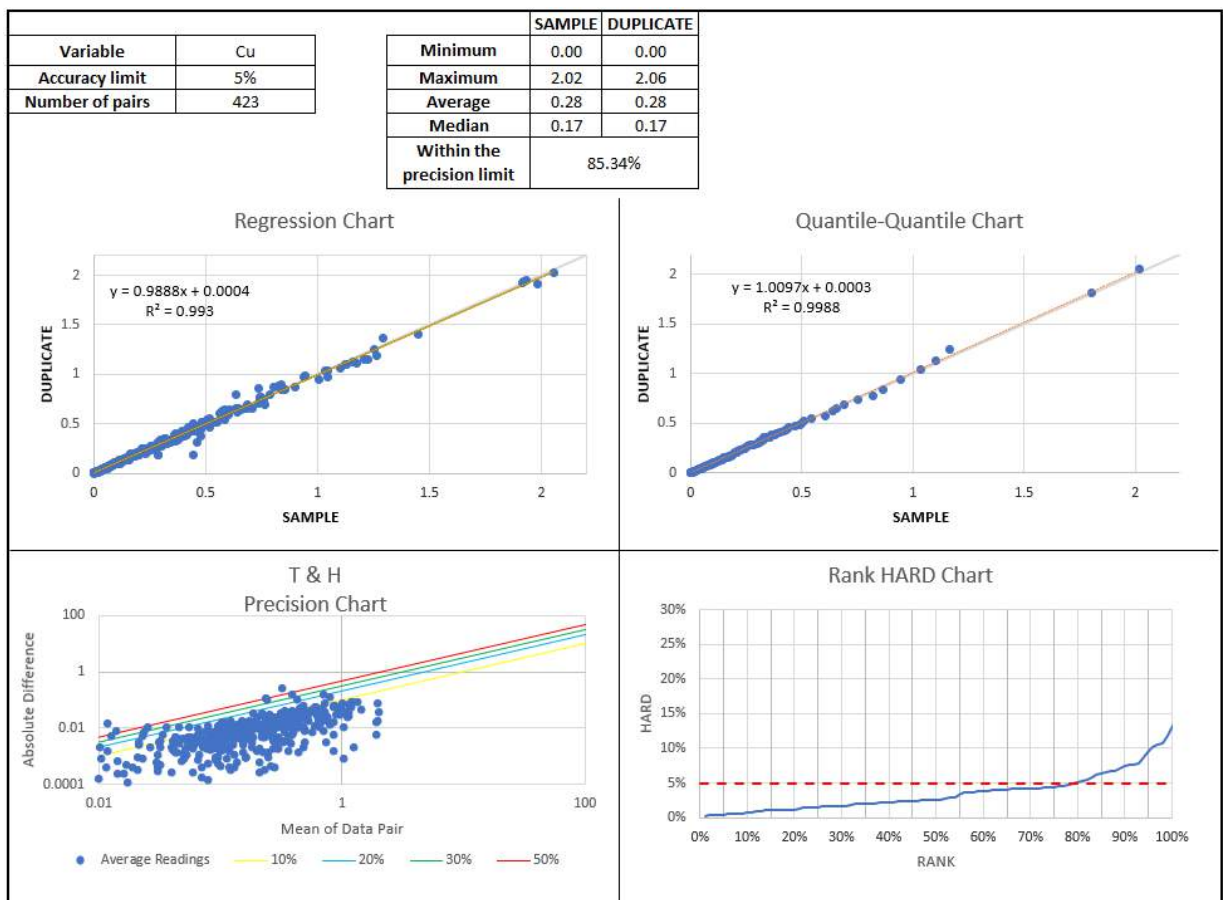 SAMPLE DUPLICATE
Variable Cu
Accuracy limit 5%
Number of pairs 423
Minimum 0.00 0.00
Maximum 2.02 2.06
Average 0.28 0.28
Median 0.17 0.17
Within the
precision limit
85.34%
Regression Chart
y = 0.9888x + 0.0004
R² = 0.993
DUPLICATE
2
1.5
1
0.5
0
0 0.5 1 1.5 2
SAMPLE
Quantile-Quantile Chart
y = 1.0097x + 0.0003
R² = 0.9988
DUPLICATE
2
1.5
1
0.5
0
0 0.5 1 1.5 2
SAMPLE
T & H
Precision Chart
Absolute Difference
100
1
0.01
0.0001
0.01 1 100
Mean of Data Pair
Average Readings 10% 20% 30% 50%
Rank HARD Chart
HARD
30%
25%
20%
15%
10%
5%
0%
0% 10% 20% 30% 40% 50% 60% 70% 80% 90% 100%
RANK